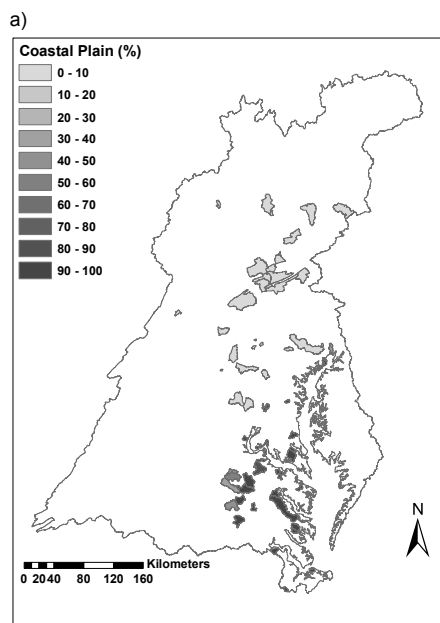 a)
Coastal Plain (%)
0 - 10
10 - 20
20 - 30
30 - 40
40 - 50
50 - 60
60 - 70
70 - 80
80 - 90
90 - 100
N
Kilometers
0 20 40 80 120 160